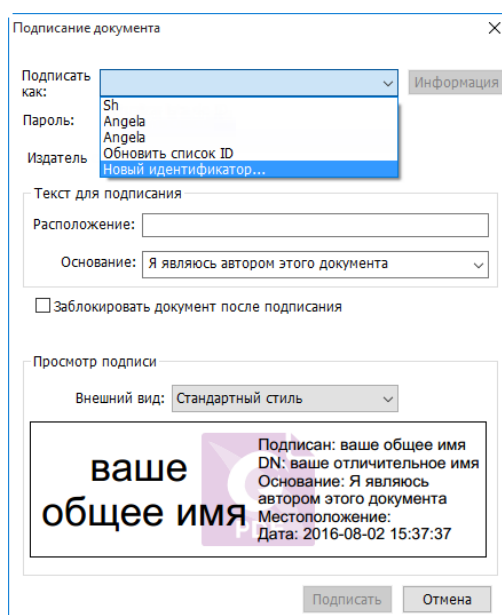 Подписание документа
Подписать как:
Информация
Sh
Angela
Angela
Обновить список ID
Новый идентификатор...
Пароль:
Издатель
Текст для подписания
Расположение:
Основание: Я являюсь автором этого документа
Заблокировать документ после подписания
Просмотр подписи
Внешний вид: Стандартный стиль
ваше
общее имя
Подписан: ваше общее имя
DN: ваше отличительное имя
Основание: Я являюсь
автором этого документа
Местоположение:
Дата: 2016-08-02 15:37:37
PDF
Подписать
Отмена